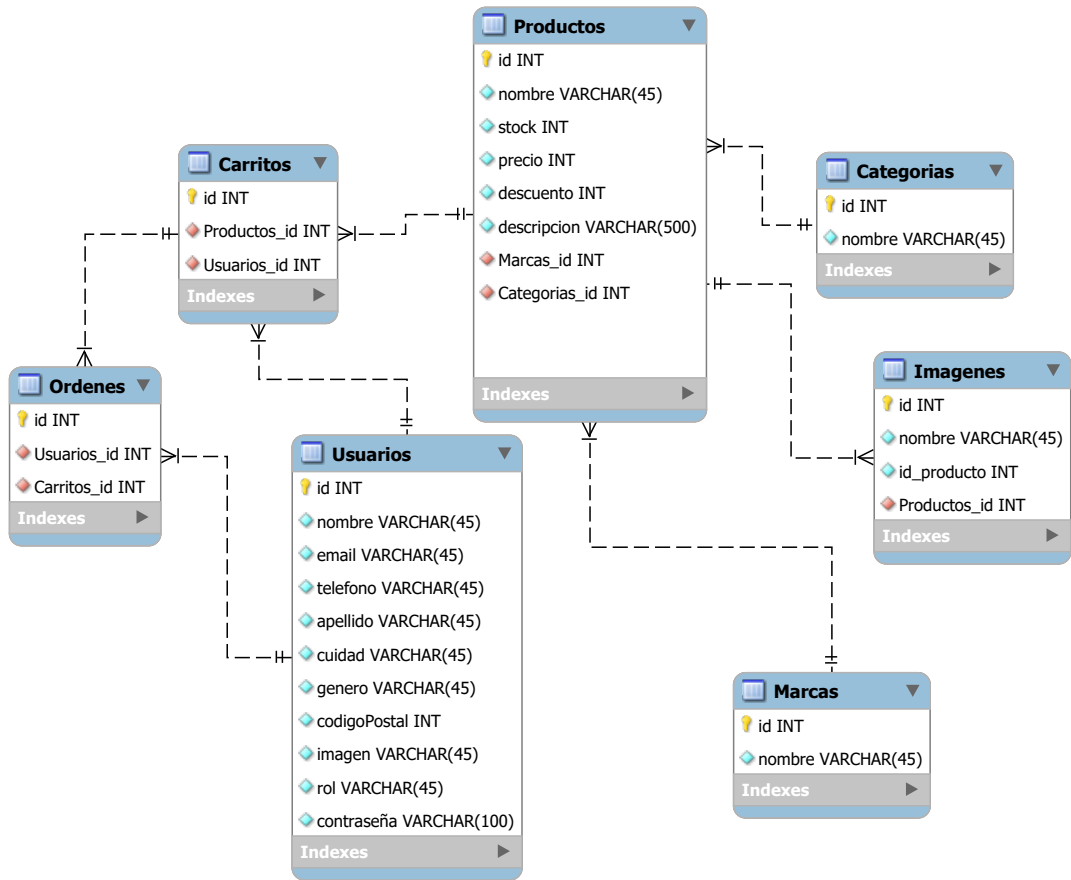 Productos
id INT
nombre VARCHAR(45)
stock INT
precio INT
descuento INT
descripcion VARCHAR(500)
Marcas_id INT
Categorias_id INT
Indexes
Carritos
id INT
Productos_id INT
Usuarios_id INT
Indexes
Categorias
id INT
nombre VARCHAR(45)
Indexes
Ordenes
id INT
Usuarios_id INT
Carritos_id INT
Indexes
Imagenes
id INT
nombre VARCHAR(45)
id_producto INT
Productos_id INT
Indexes
Usuarios
id INT
nombre VARCHAR(45)
email VARCHAR(45)
telefono VARCHAR(45)
apellido VARCHAR(45)
cuidad VARCHAR(45)
genero VARCHAR(45)
codigoPostal INT
imagen VARCHAR(45)
rol VARCHAR(45)
contraseña VARCHAR(100)
Indexes
Marcas
id INT
nombre VARCHAR(45)
Indexes